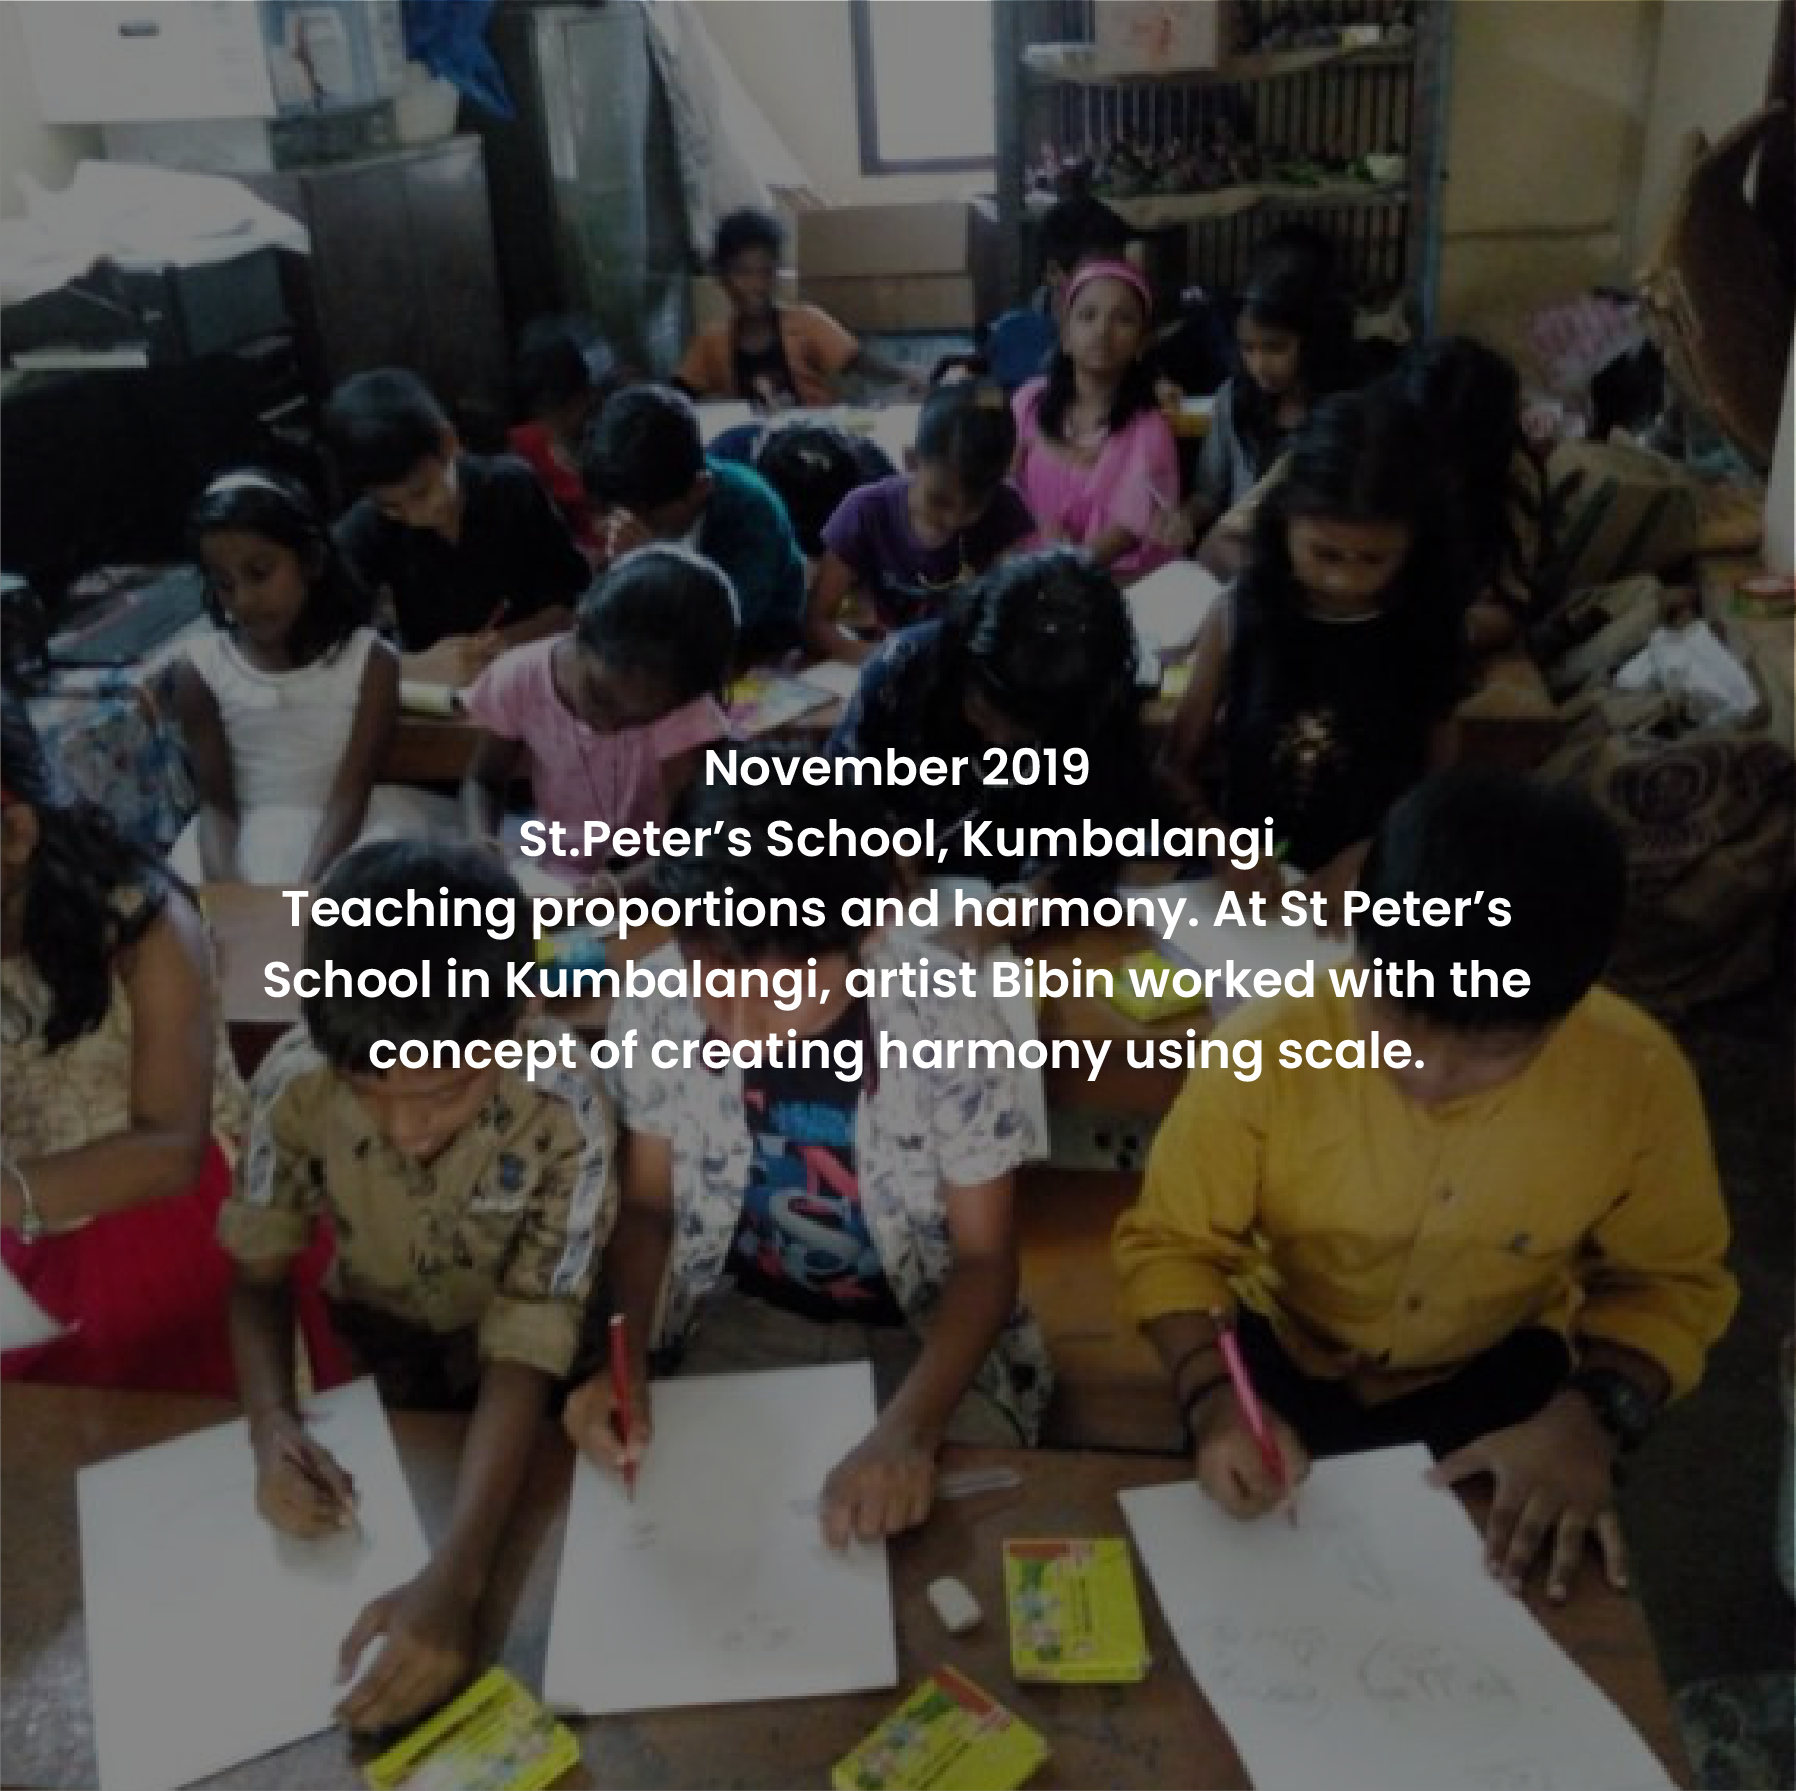 November 2019
St.Peter’s School, Kumbalangi
Teaching proportions and harmony. At St Peter’s
School in Kumbalangi, artist Bibin worked with the
concept of creating harmony using scale.